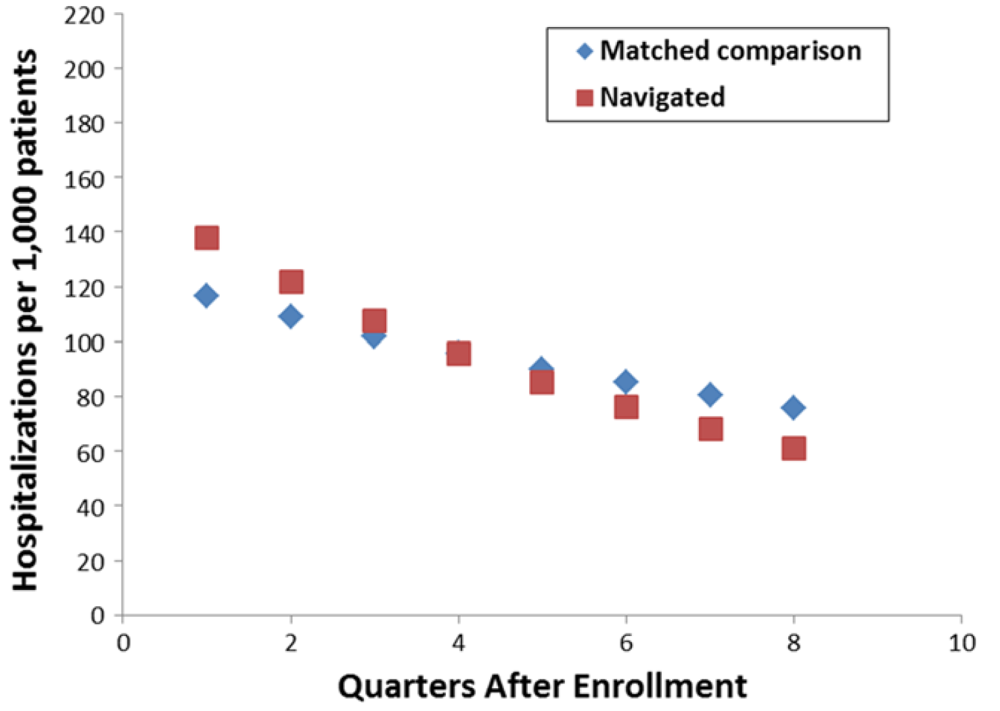 Hospitalizations per 1,000 patients
220
200
180
160
140
120
100
80
60
40
20
0
Matched comparison
Navigated
0 2 4 6 8 10
Quarters After Enrollment